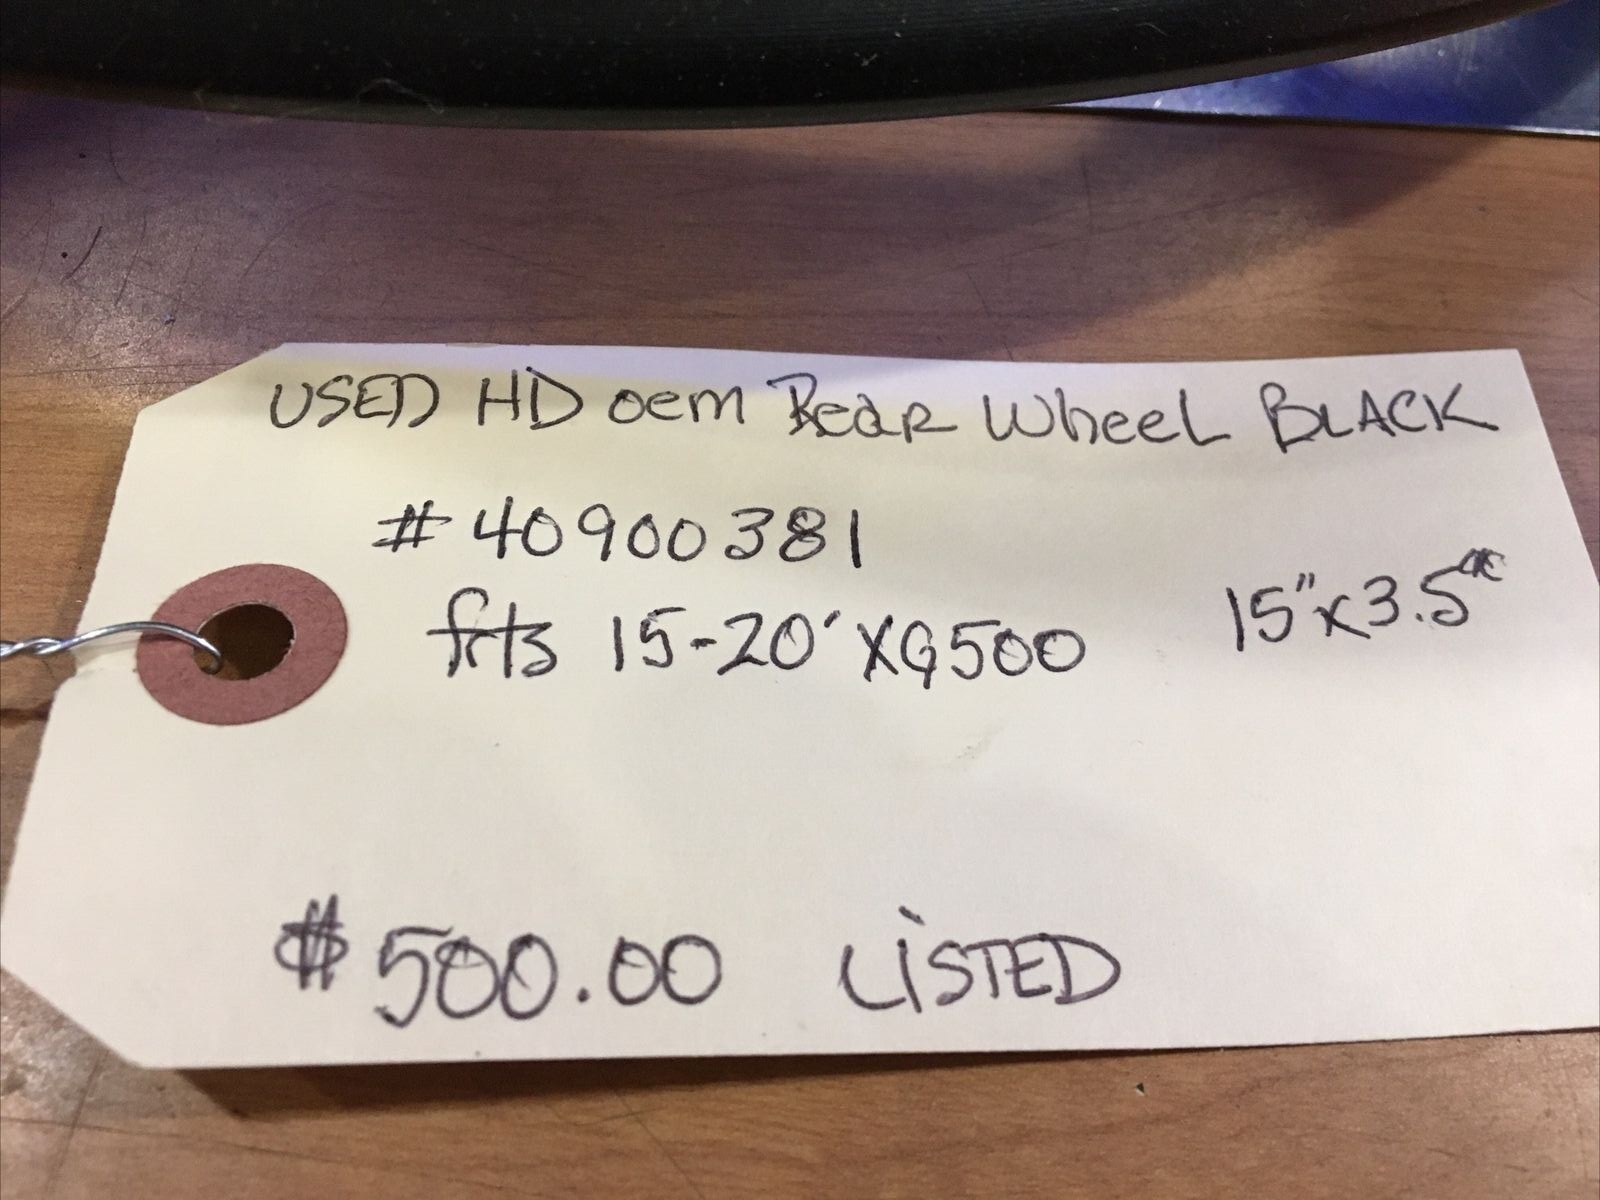 USED HD oem Rear Wheel BLACK
# 40900381
fits 15-20' XG500 15"x3.5"
$500.00 LiSTED